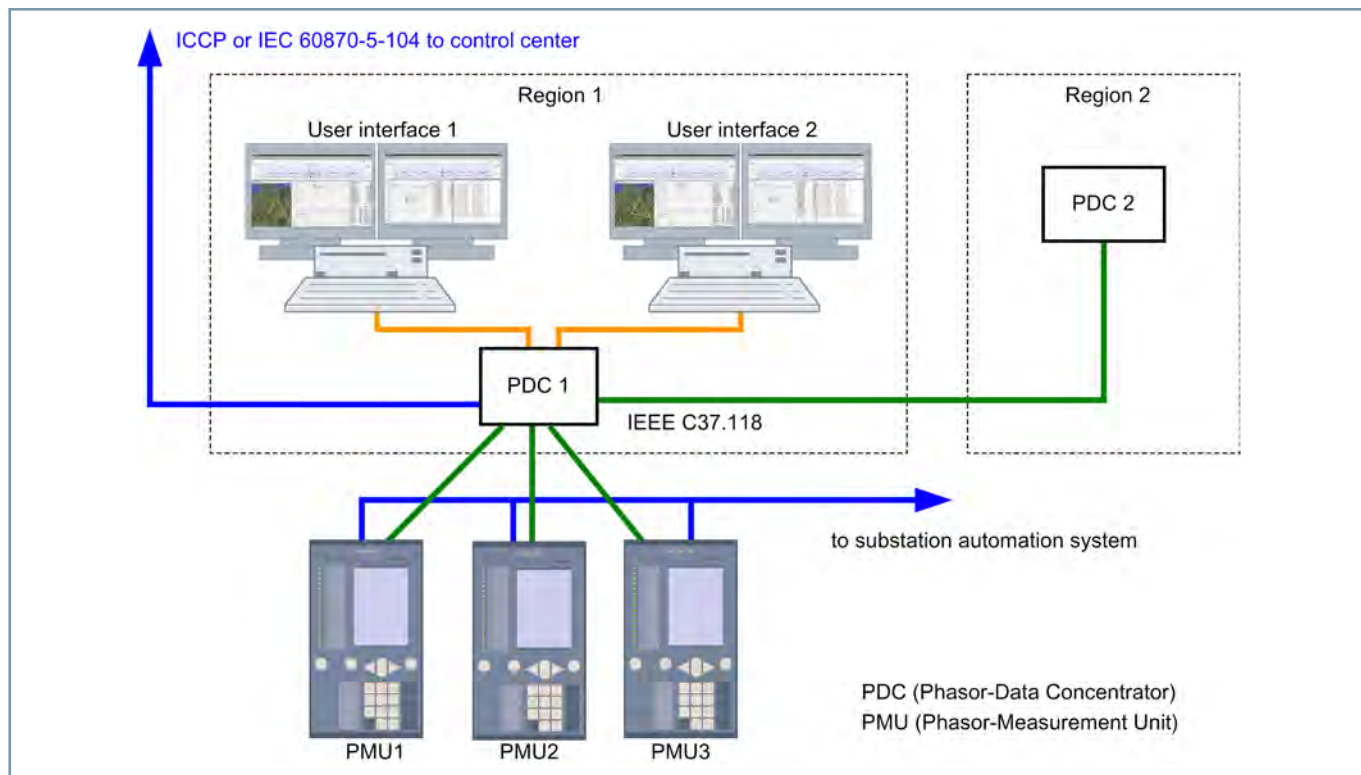 ICCP or IEC 60870-5-104 to control center
Region 1
Region 2
User interface 1
User interface 2
PDC 2
PDC 1
IEEE C37.118
to substation automation system
PDC (Phasor-Data Concentrator)
PMU (Phasor-Measurement Unit)
PMU1
PMU2
PMU3